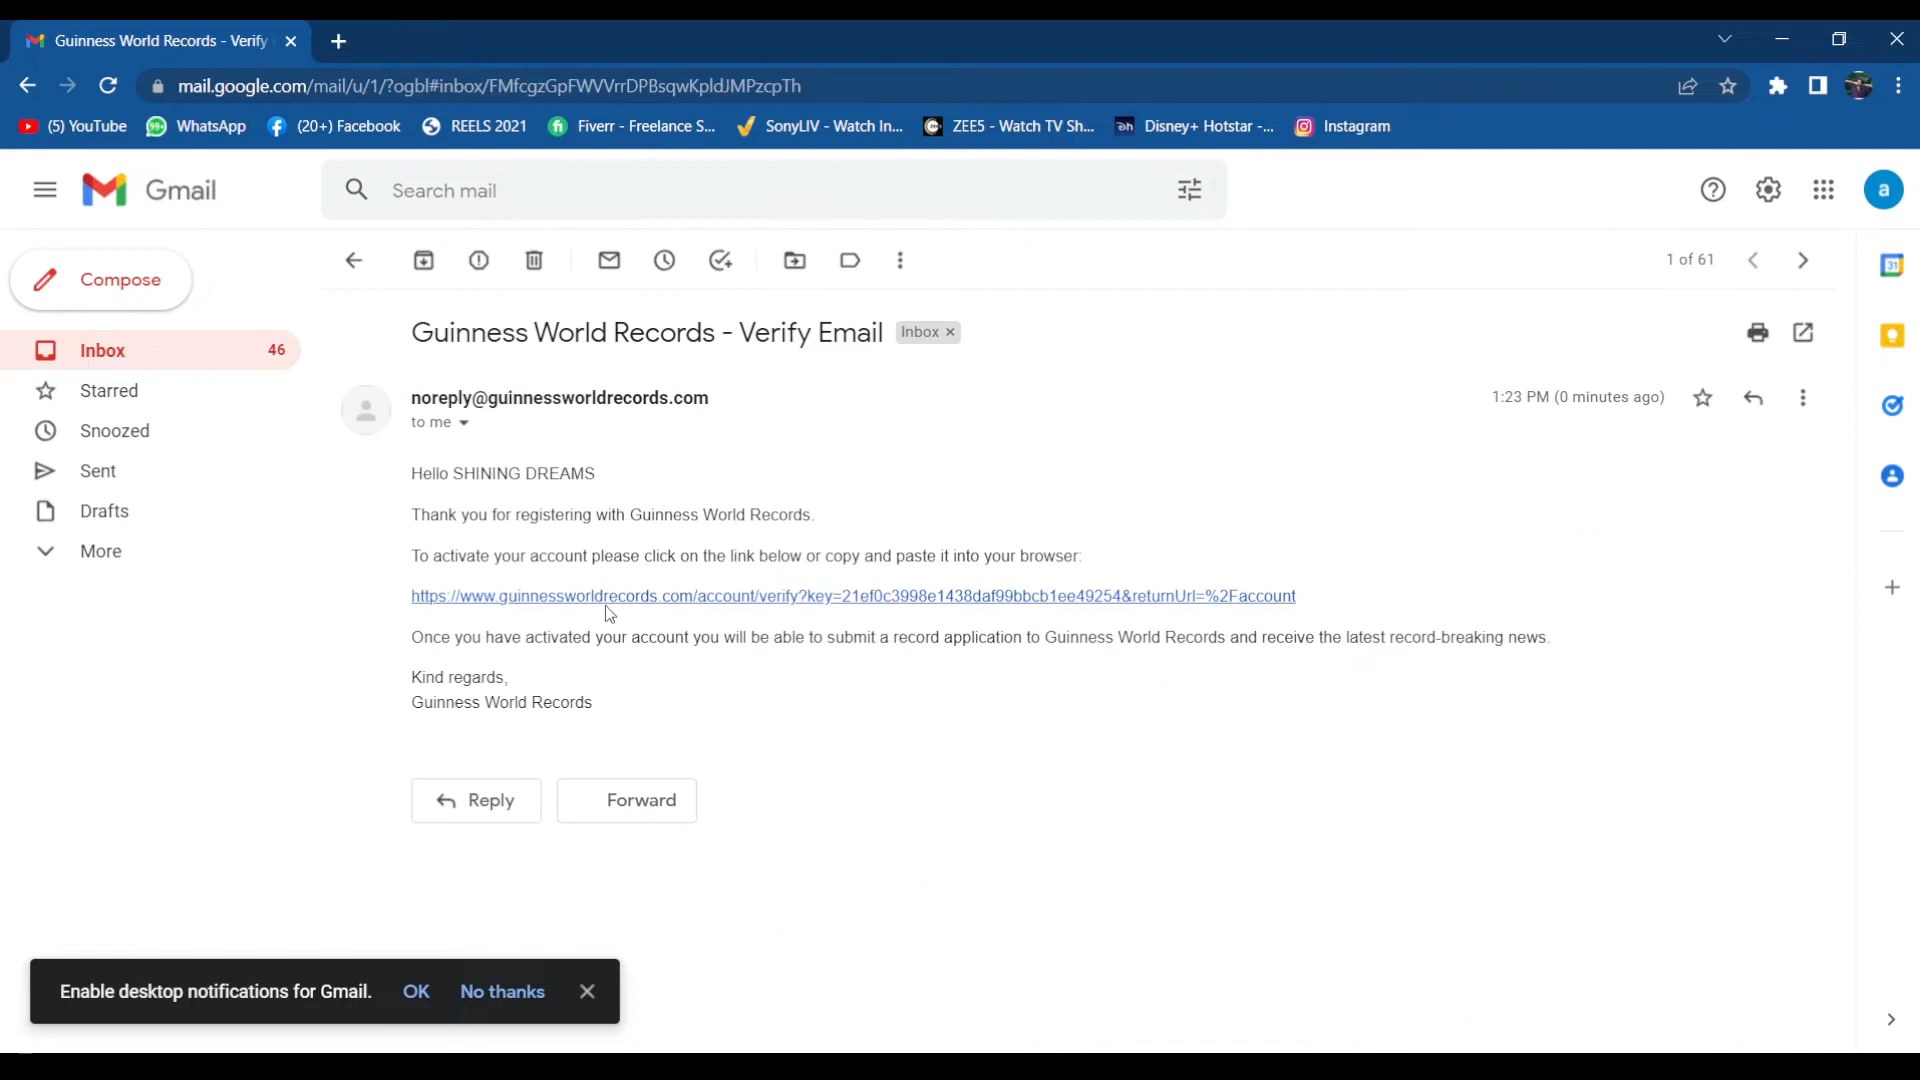 Guinness World Records - Verify
mail.google.com/mail/u/1/?ogbl#inbox/FMfcgzGpFWVVrrDPBsqwKpldJMPzcpTh
(5) YouTube
99+ WhatsApp
(20+) Facebook
REELS 2021
Fiverr - Freelance S...
SonyLIV - Watch In...
ZEE5 - Watch TV Sh...
Disney+ Hotstar -...
Instagram
Gmail
Search mail
a
Compose
1 of 61
31
Guinness World Records - Verify Email
Inbox
Inbox 46
Starred
Snoozed
Sent
Drafts
More
noreply@guinnessworldrecords.com
1:23 PM (0 minutes ago)
to me
Hello SHINING DREAMS
Thank you for registering with Guinness World Records.
To activate your account please click on the link below or copy and paste it into your browser:
https://www.guinnessworldrecords.com/account/verify?key=21ef0c3998e1438daf99bbcb1ee49254&returnUrl=%2Faccount
Once you have activated your account you will be able to submit a record application to Guinness World Records and receive the latest record-breaking news.
Kind regards,
Guinness World Records
Reply
Forward
Enable desktop notifications for Gmail. OK No thanks